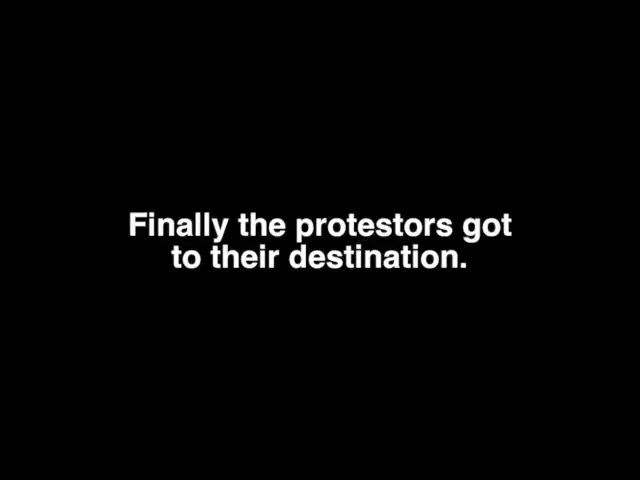 Finally the protestors got
to their destination.